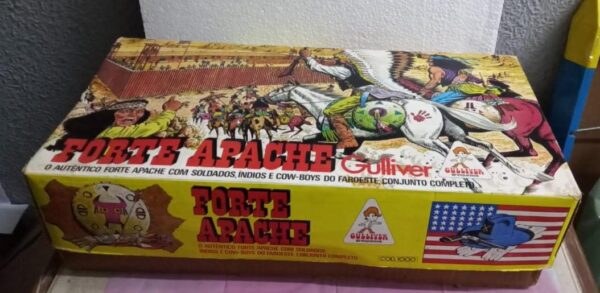 FORTE APACHE Gulliver
O AUTÊNTICO FORTE APACHE COM SOLDADOS, ÍNDIOS E COW-BOYS DO FAROESTE. CONJUNTO COMPLETO
GULLIVER
FORTE
APACHE
O AUTÊNTICO FORTE APACHE COM SOLDADOS,
ÍNDIOS E COW-BOYS DO FAROESTE. CONJUNTO COMPLETO.
GULLIVER